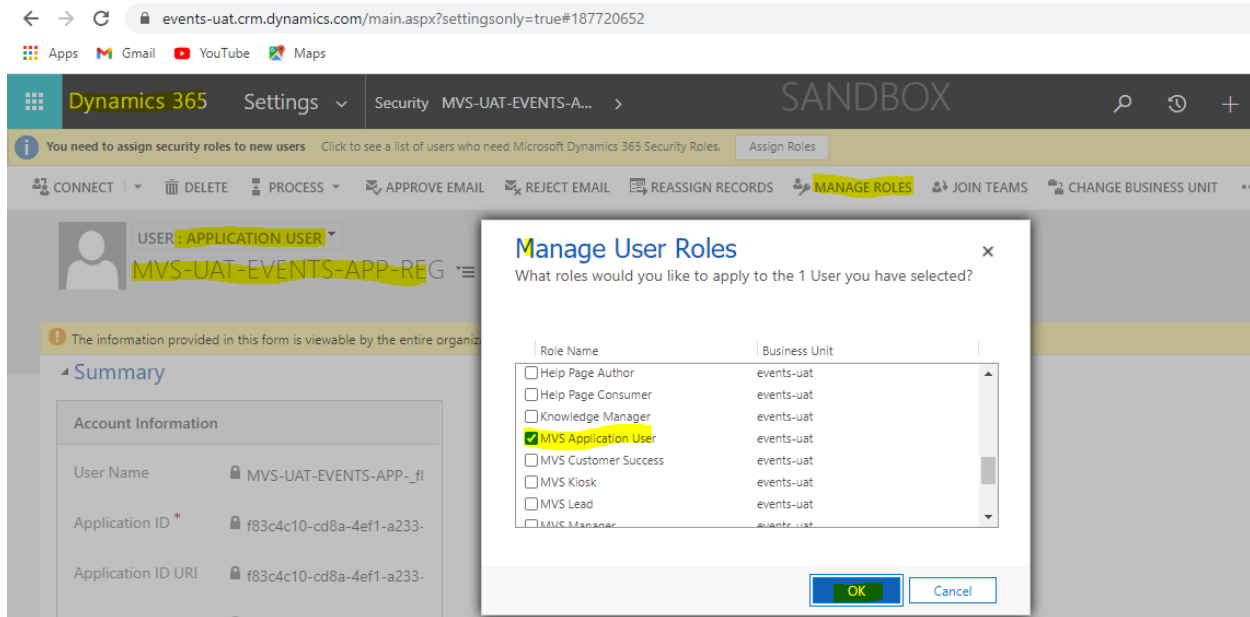 events-uat.crm.dynamics.com/main.aspx?settingsonly=true#187720652
Apps Gmail YouTube Maps
Dynamics 365 Settings Security MVS-UAT-EVENTS-A... SANDBOX
You need to assign security roles to new users Click to see a list of users who need Microsoft Dynamics 365 Security Roles. Assign Roles
CONNECT DELETE PROCESS APPROVE EMAIL REJECT EMAIL REASSIGN RECORDS MANAGE ROLES JOIN TEAMS CHANGE BUSINESS UNIT
USER : APPLICATION USER
MVS-UAT-EVENTS-APP-REG
Manage User Roles
What roles would you like to apply to the 1 User you have selected?
The information provided in this form is viewable by the entire organiz
Role Name Business Unit
Help Page Author events-uat
Help Page Consumer events-uat
Knowledge Manager events-uat
MVS Application User events-uat
MVS Customer Success events-uat
MVS Kiosk events-uat
MVS Lead events-uat
MVS Manager events-uat
OK Cancel
Summary
Account Information
User Name MVS-UAT-EVENTS-APP-_f8
Application ID * f83c4c10-cd8a-4ef1-a233-
Application ID URI f83c4c10-cd8a-4ef1-a233-